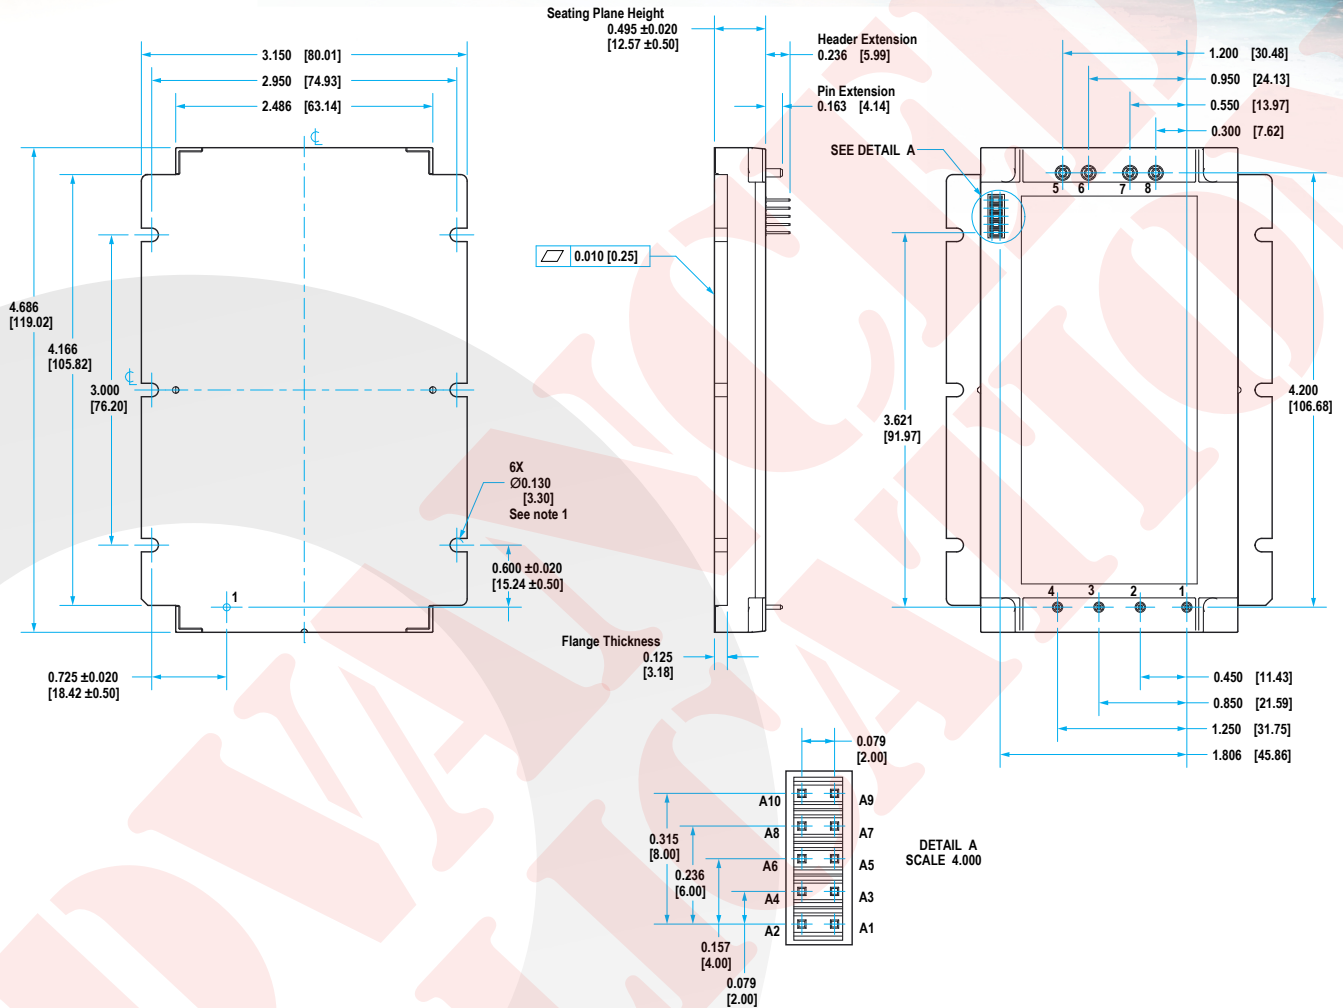 Seating Plane Height
0.495 ±0.020
[12.57 ±0.50]
Header Extension
0.236 [5.99]
Pin Extension
0.163 [4.14]
3.150 [80.01]
2.950 [74.93]
2.486 [63.14]
1.200 [30.48]
0.950 [24.13]
0.550 [13.97]
0.300 [7.62]
SEE DETAIL A
5 6 7 8
0.010 [0.25]
4.686
[119.02]
4.166
[105.82]
3.000
[76.20]
3.621
[91.97]
4.200
[106.68]
6X
Ø0.130
[3.30]
See note 1
0.600 ±0.020
[15.24 ±0.50]
1
4 3 2 1
Flange Thickness
0.125
[3.18]
0.725 ±0.020
[18.42 ±0.50]
0.450 [11.43]
0.850 [21.59]
1.250 [31.75]
1.806 [45.86]
0.079
[2.00]
A10 A9
A8 A7
A6 A5
A4 A3
A2 A1
0.315
[8.00]
0.236
[6.00]
0.157
[4.00]
0.079
[2.00]
DETAIL A
SCALE 4.000